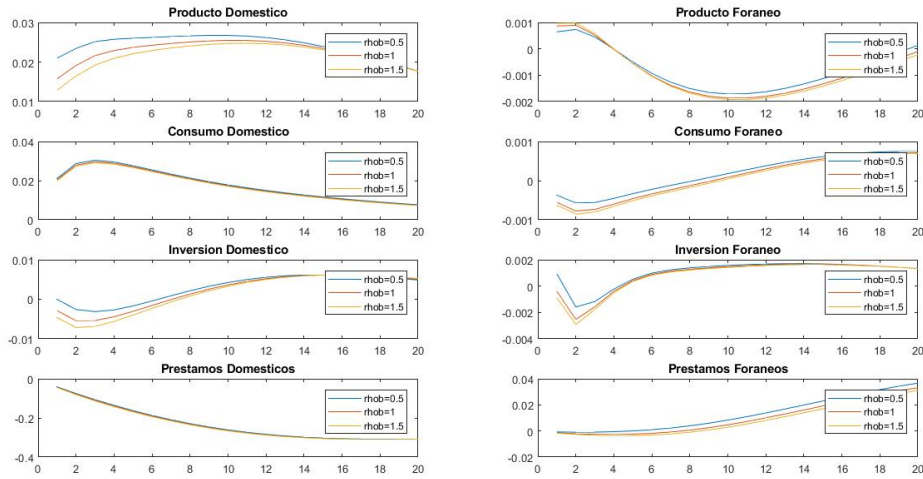 Producto Domestico
0.03
0.02
0.01
0 2 4 6 8 10 12 14 16 18 20
rhob=0.5
rhob=1
rhob=1.5
Producto Foraneo
0.001
-0.001
-0.002
0 2 4 6 8 10 12 14 16 18 20
rhob=0.5
rhob=1
rhob=1.5
Consumo Domestico
0.04
0.02
0
0 2 4 6 8 10 12 14 16 18 20
rhob=0.5
rhob=1
rhob=1.5
Consumo Foraneo
0.001
0
-0.001
0 2 4 6 8 10 12 14 16 18 20
rhob=0.5
rhob=1
rhob=1.5
Inversion Domestico
0.01
0
-0.01
0 2 4 6 8 10 12 14 16 18 20
rhob=0.5
rhob=1
rhob=1.5
Inversion Foraneo
0.002
0
-0.002
-0.004
0 2 4 6 8 10 12 14 16 18 20
rhob=0.5
rhob=1
rhob=1.5
Prestamos Domesticos
0
-0.2
-0.4
0 2 4 6 8 10 12 14 16 18 20
rhob=0.5
rhob=1
rhob=1.5
Prestamos Foraneos
0.04
0.02
0
-0.02
0 2 4 6 8 10 12 14 16 18 20
rhob=0.5
rhob=1
rhob=1.5